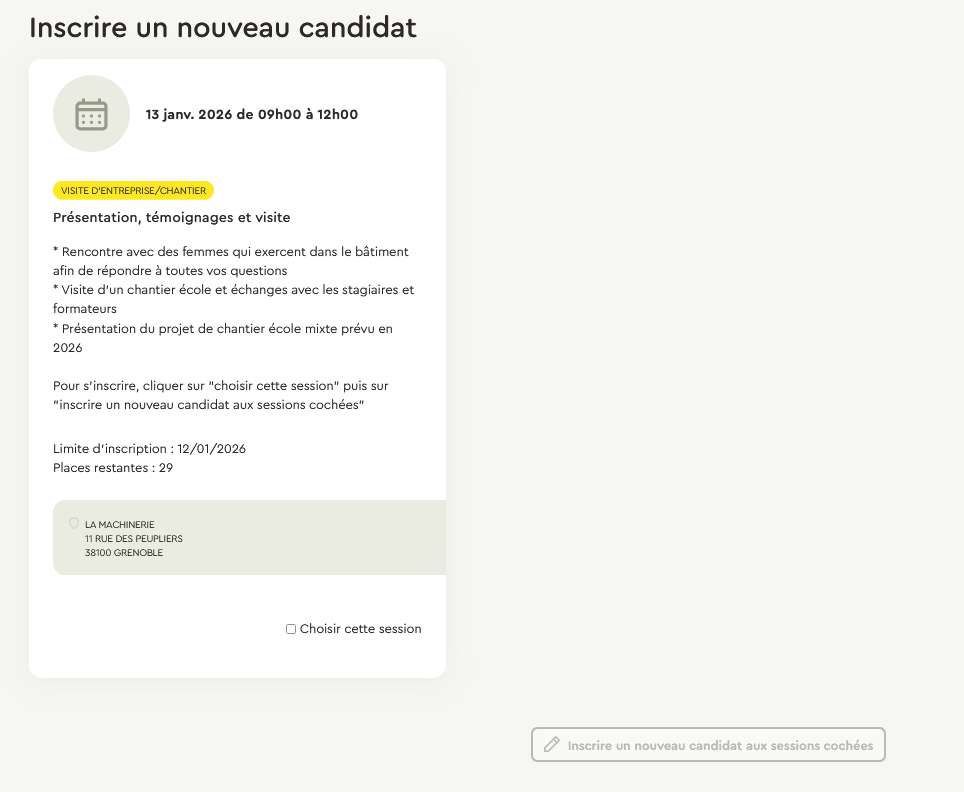 Inscrire un nouveau candidat
13 janv. 2026 de 09h00 à 12h00
VISITE D'ENTREPRISE/CHANTIER
Présentation, témoignages et visite
* Rencontre avec des femmes qui exercent dans le bâtiment
afin de répondre à toutes vos questions
* Visite d'un chantier école et échanges avec les stagiaires et
formateurs
* Présentation du projet de chantier école mixte prévu en
2026
Pour s'inscrire, cliquer sur "choisir cette session" puis sur
"inscrire un nouveau candidat aux sessions cochées"
Limite d'inscription : 12/01/2026
Places restantes : 29
LA MACHINERIE
11 RUE DES PEUPLIERS
38100 GRENOBLE
Choisir cette session
Inscrire un nouveau candidat aux sessions cochées